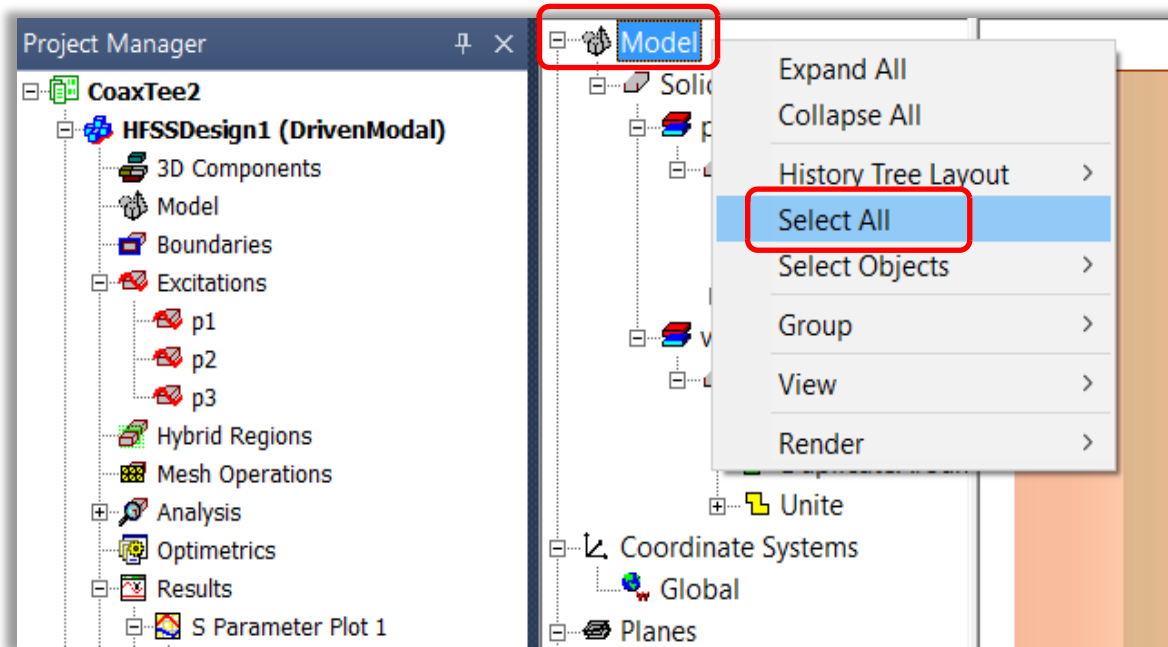 Project Manager
CoaxTee2
HFSSDesign1 (DrivenModal)
3D Components
Model
Boundaries
Excitations
p1
p2
p3
Hybrid Regions
Mesh Operations
Analysis
Optimetrics
Results
S Parameter Plot 1
Model
Unite
Coordinate Systems
Global
Planes
Expand All
Collapse All
History Tree Layout
Select All
Select Objects
Group
View
Render